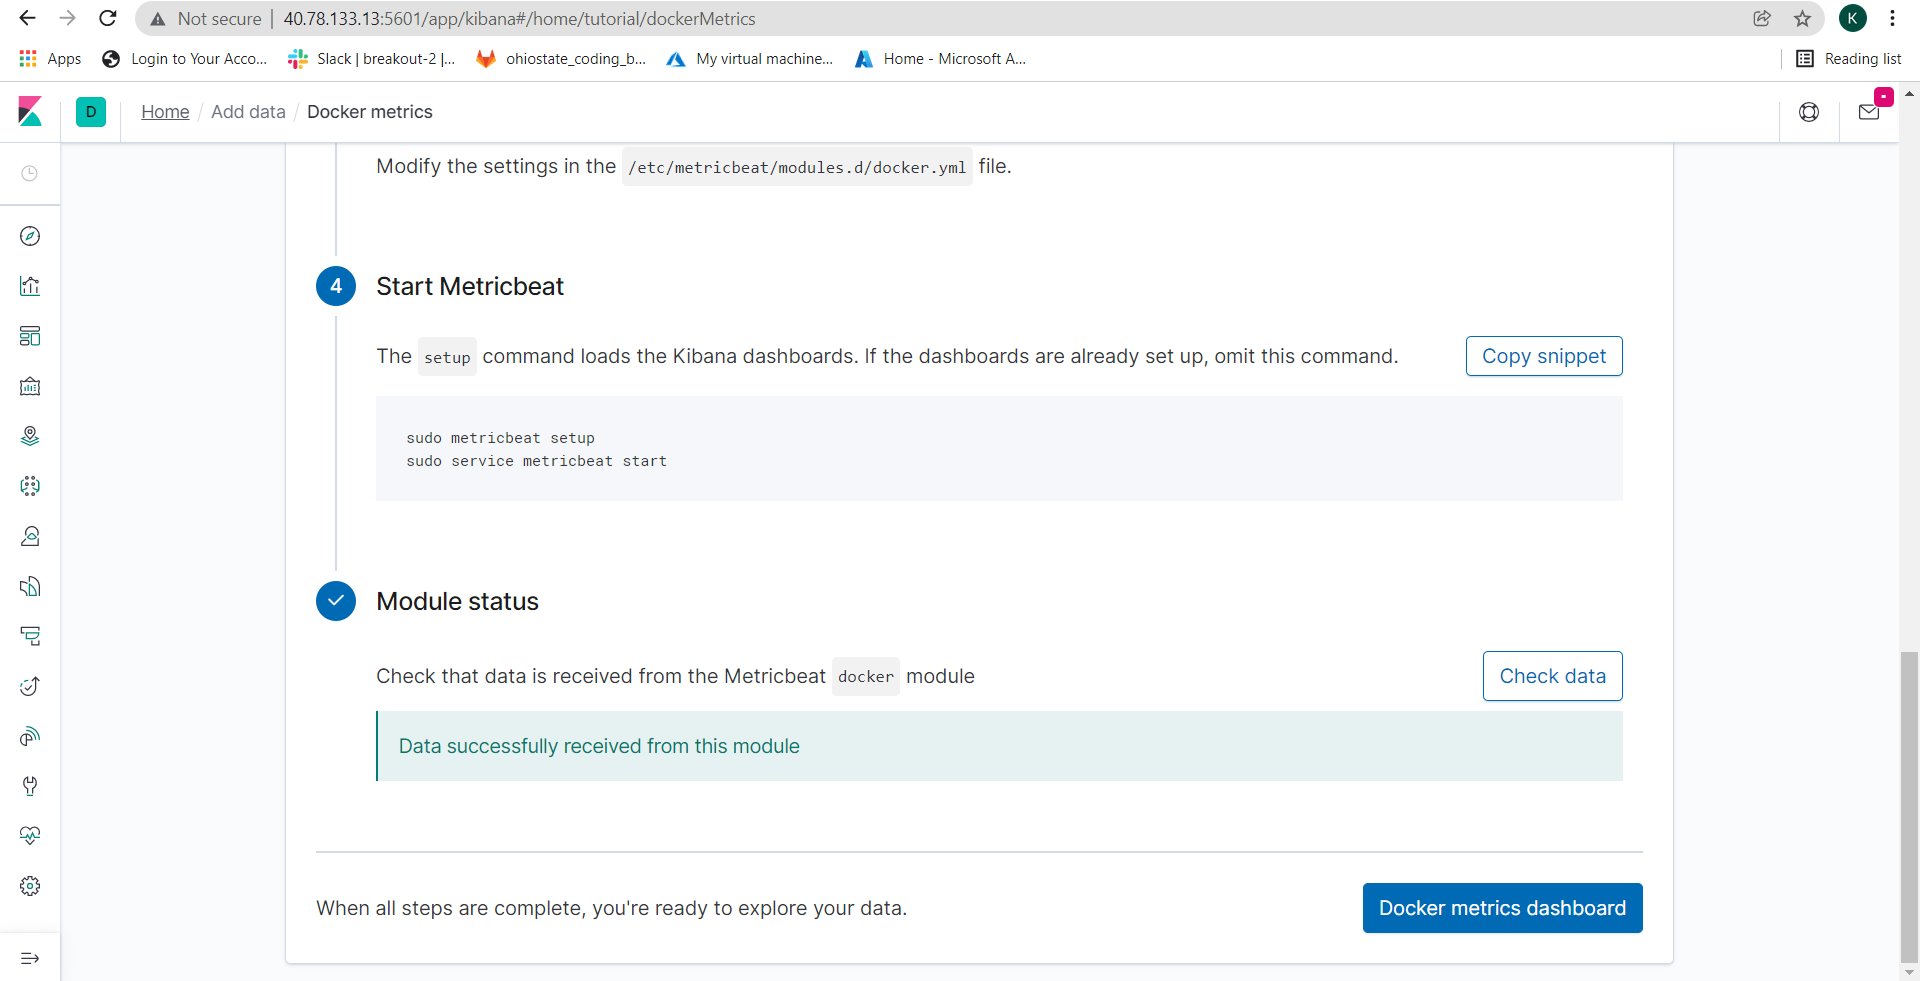 Not secure 40.78.133.13:5601/app/kibana#/home/tutorial/dockerMetrics K
Apps Login to Your Acco... Slack | breakout-2 |... ohiostate_coding_b... My virtual machine... Home - Microsoft A... Reading list
D Home / Add data / Docker metrics
Modify the settings in the /etc/metricbeat/modules.d/docker.yml file.
4 Start Metricbeat
The setup command loads the Kibana dashboards. If the dashboards are already set up, omit this command. Copy snippet
sudo metricbeat setup
sudo service metricbeat start
Module status
Check that data is received from the Metricbeat docker module Check data
Data successfully received from this module
When all steps are complete, you're ready to explore your data. Docker metrics dashboard